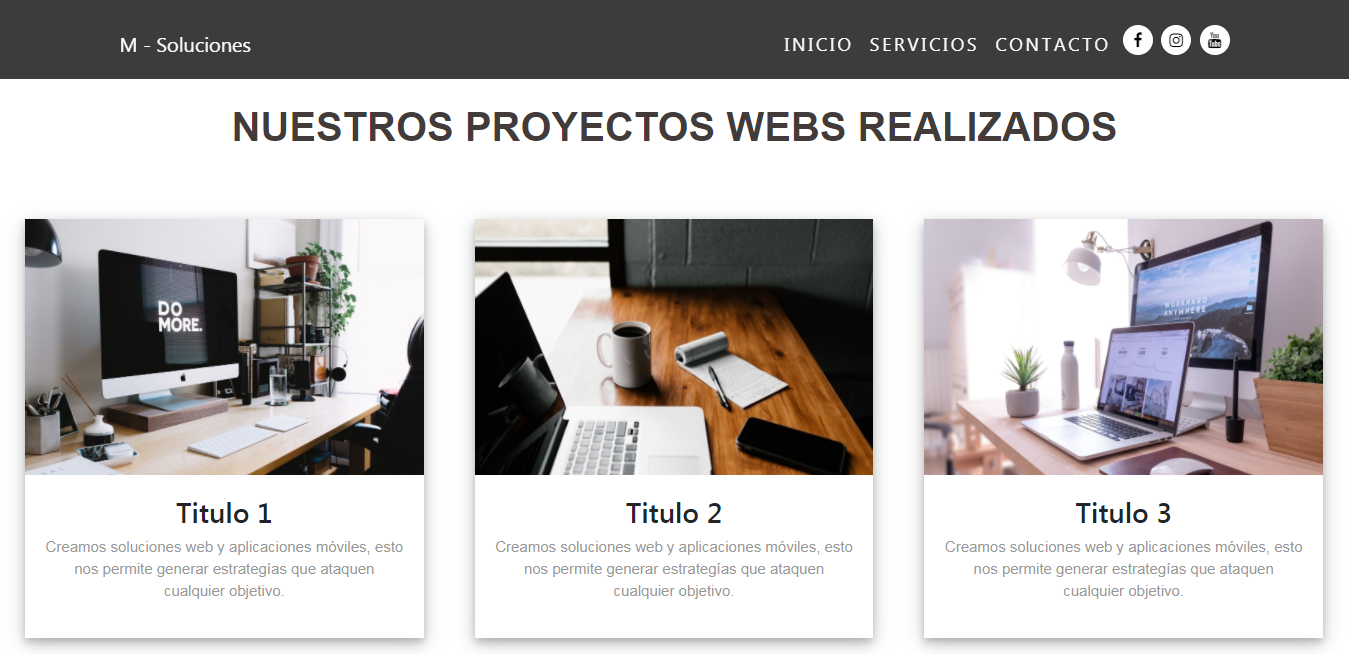 M - Soluciones
INICIO SERVICIOS CONTACTO
NUESTROS PROYECTOS WEBS REALIZADOS
DO
MORE.
WORKHARD
ANYWHERE
Titulo 1
Creamos soluciones web y aplicaciones móviles, esto
nos permite generar estrategías que ataquen
cualquier objetivo.
Titulo 2
Creamos soluciones web y aplicaciones móviles, esto
nos permite generar estrategías que ataquen
cualquier objetivo.
Titulo 3
Creamos soluciones web y aplicaciones móviles, esto
nos permite generar estrategías que ataquen
cualquier objetivo.